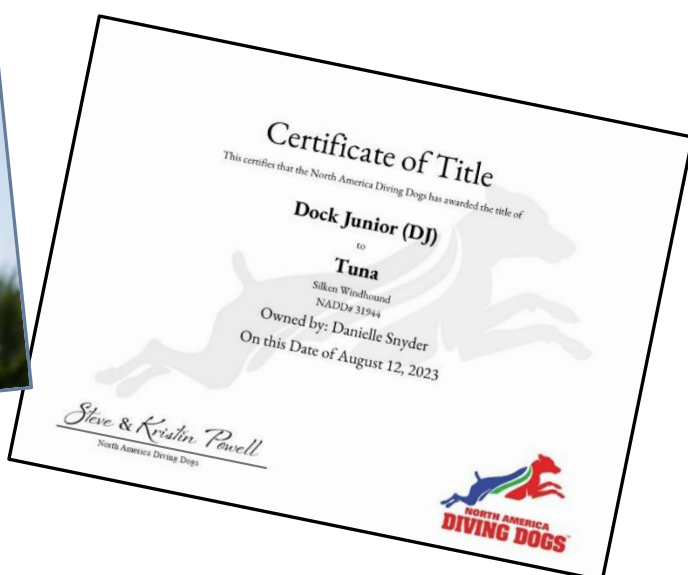 Certificate of Title
This certifies that the North America Diving Dogs has awarded the title of
Dock Junior (DJ)
to
Tuna
Silken Windhound
NADD# 31944
Owned by: Danielle Snyder
On this Date of August 12, 2023
Steve & Kristin Powell
North America Diving Dogs
NORTH AMERICA
DIVING DOGS™